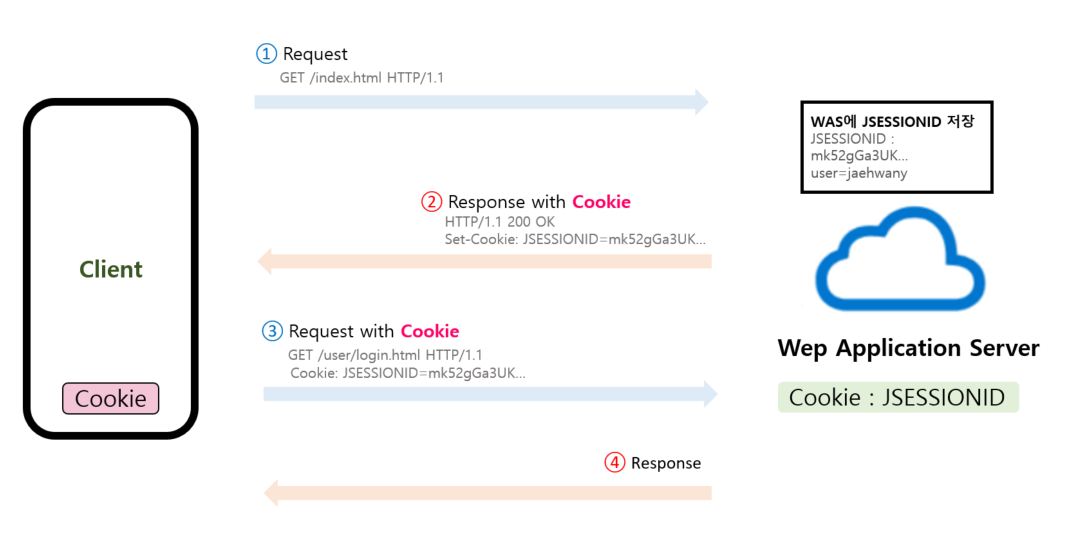 ① Request
GET /index.html HTTP/1.1
WAS에 JSESSIONID 저장
JSESSIONID :
mk52gGa3UK...
user=jaehwany
② Response with Cookie
HTTP/1.1 200 OK
Set-Cookie: JSESSIONID=mk52gGa3UK...
Client
③ Request with Cookie
GET /user/login.html HTTP/1.1
Cookie: JSESSIONID=mk52gGa3UK...
Wep Application Server
Cookie
Cookie : JSESSIONID
④ Response